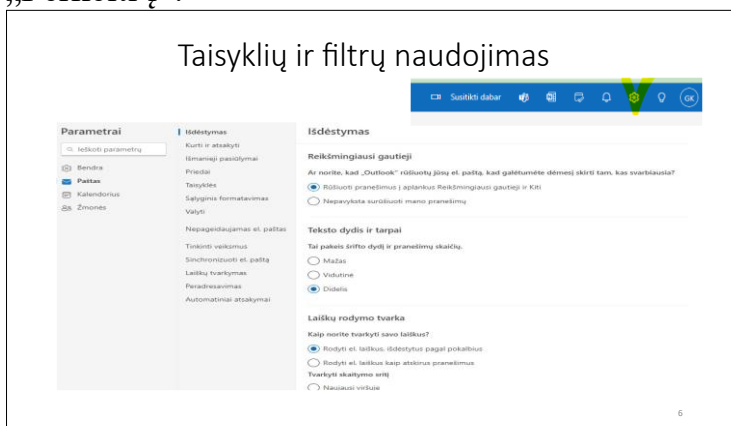 Taisyklių ir filtrų naudojimas
Susitikti dabar
GK
Parametrai
Ieškoti parametrų
Bendra
Paštas
Kalendorius
Žmonės
Išdėstymas
Kurti ir atsakyti
Išmanieji pasiūlymai
Priedai
Taisyklės
Sąlyginis formatavimas
Valyti
Nepageidaujamas el. paštas
Tinkinti veiksmus
Sinchronizuoti el. paštą
Laiškų tvarkymas
Peradresavimas
Automatiniai atsakymai
Išdėstymas
Reikšmingiausi gautieji
Ar norite, kad „Outlook“ rūšiuotų jūsų el. paštą, kad galėtumėte dėmesį skirti tam, kas svarbiausia?
Rūšiuoti pranešimus į aplankus Reikšmingiausi gautieji ir Kiti
Nepavyksta surūšiuoti mano pranešimų
Teksto dydis ir tarpai
Tai pakeis šrifto dydį ir pranešimų skaičių.
Mažas
Vidutinė
Didelis
Laiškų rodymo tvarka
Kaip norite tvarkyti savo laiškus?
Rodyti el. laiškus, išdėstytus pagal pokalbius
Rodyti el. laiškus kaip atskirus pranešimus
Tvarkyti skaitymo sritį
Naujausi viršuje
6